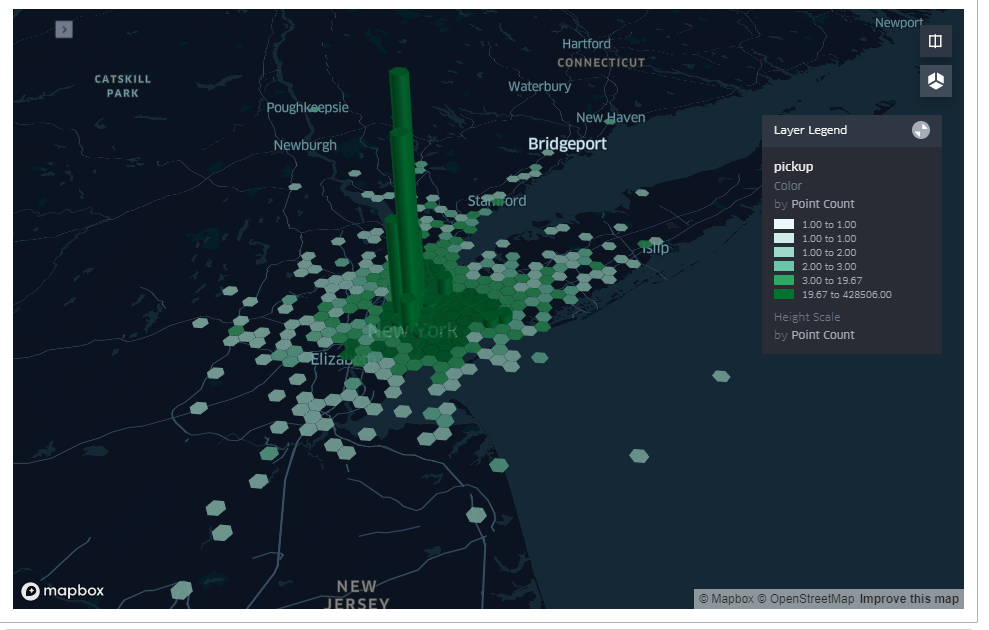 Newport
Hartford
CONNECTICUT
CATSKILL
PARK
Waterbury
Poughkeepsie
New Haven
Newburgh
Bridgeport
Stamford
Islip
New York
Elizabeth
NEW
JERSEY
Layer Legend
pickup
Color
by Point Count
1.00 to 1.00
1.00 to 1.00
1.00 to 2.00
2.00 to 3.00
3.00 to 19.67
19.67 to 428506.00
Height Scale
by Point Count
mapbox
© Mapbox © OpenStreetMap Improve this map